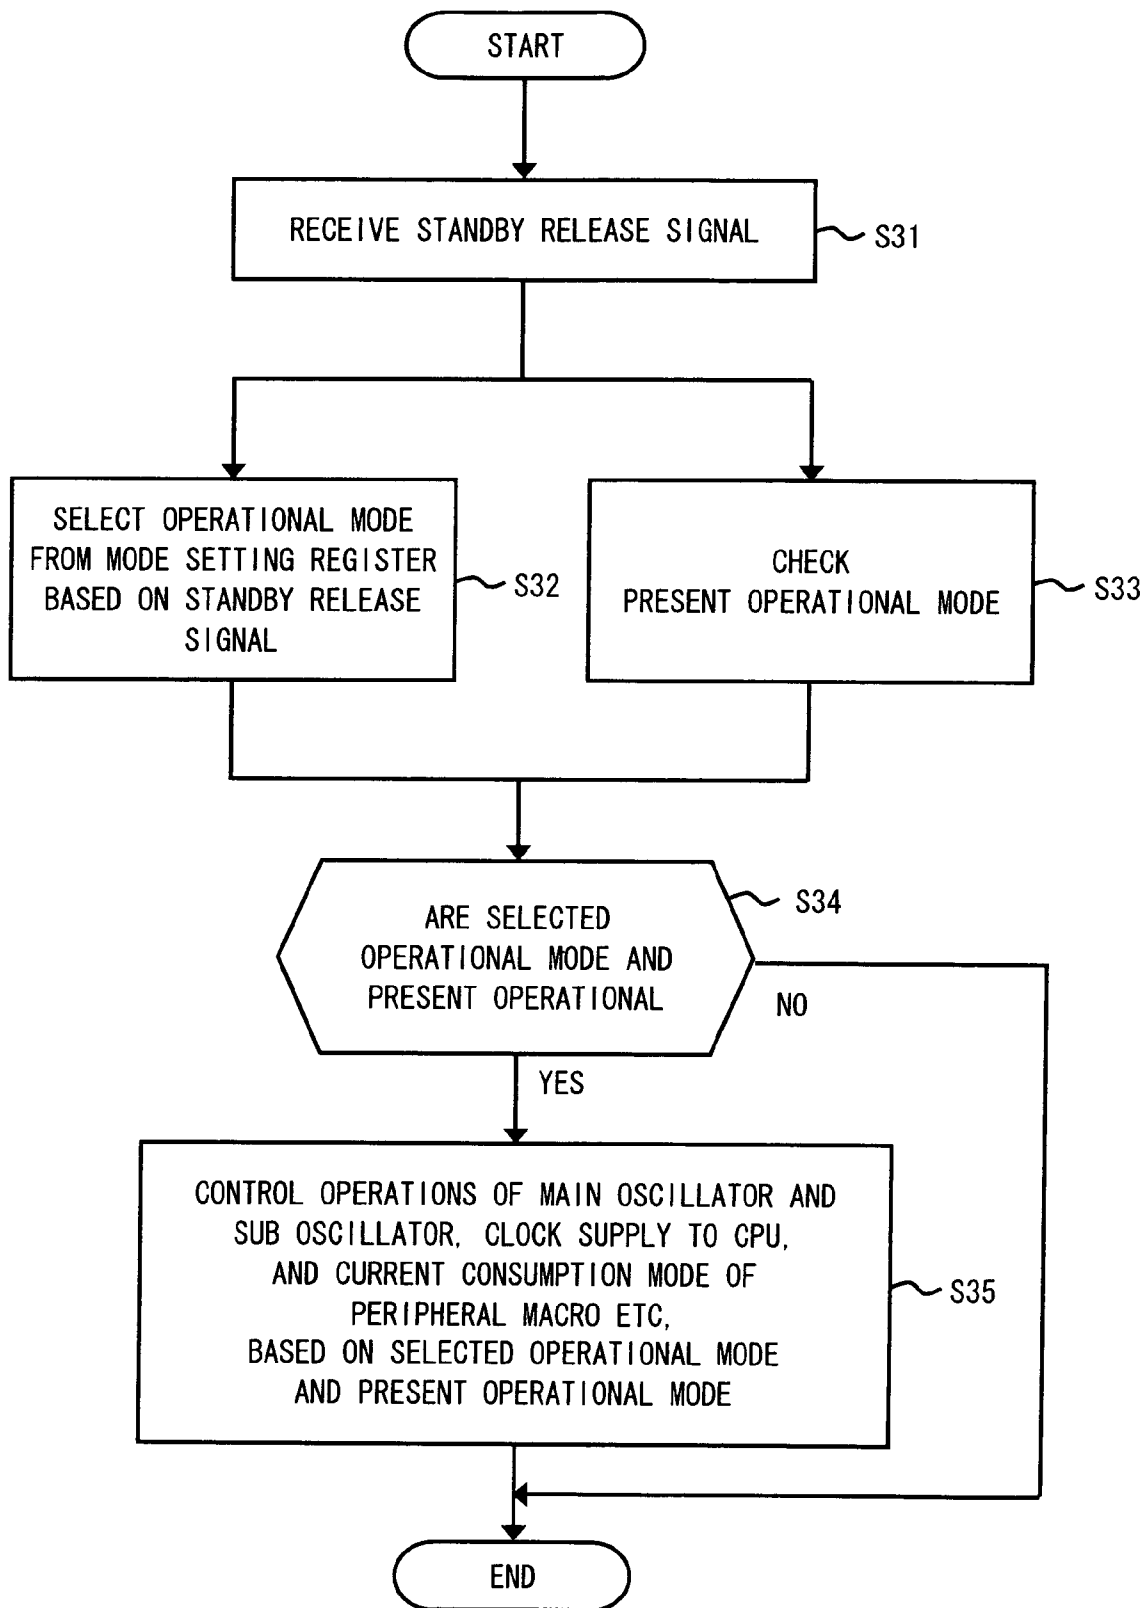 START
RECEIVE STANDBY RELEASE SIGNAL
S31
SELECT OPERATIONAL MODE
FROM MODE SETTING REGISTER
BASED ON STANDBY RELEASE
SIGNAL
S32
CHECK
PRESENT OPERATIONAL MODE
S33
ARE SELECTED
OPERATIONAL MODE AND
PRESENT OPERATIONAL
S34
NO
YES
CONTROL OPERATIONS OF MAIN OSCILLATOR AND
SUB OSCILLATOR, CLOCK SUPPLY TO CPU,
AND CURRENT CONSUMPTION MODE OF
PERIPHERAL MACRO ETC,
BASED ON SELECTED OPERATIONAL MODE
AND PRESENT OPERATIONAL MODE
S35
END